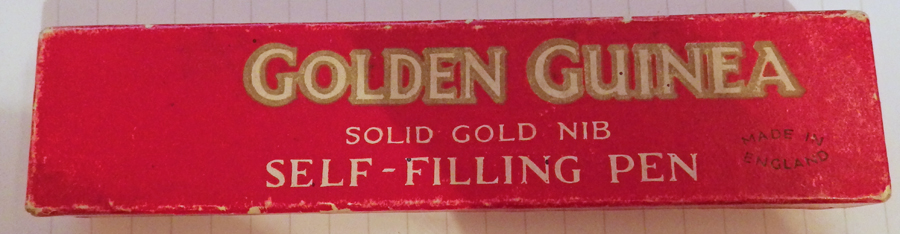 GOLDEN GUINEA
SOLID GOLD NIB
SELF-FILLING PEN
MADE IN
ENGLAND